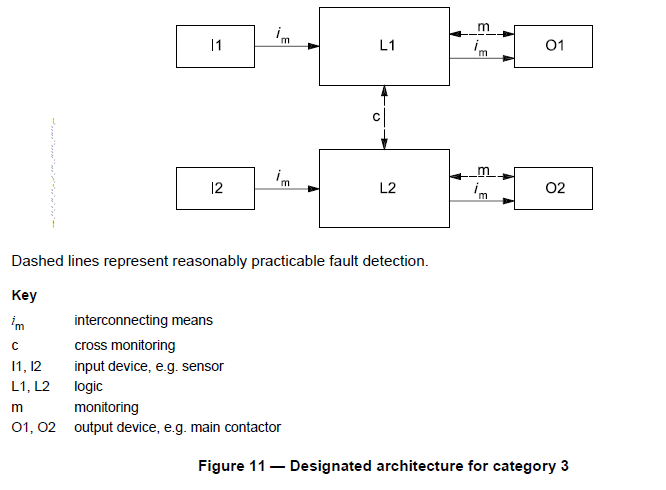 I1
i m
L1
m
i m
O1
c
I2
i m
L2
m
i m
O2
Dashed lines represent reasonably practicable fault detection.
Key
i m interconnecting means
c cross monitoring
I1, I2 input device, e.g. sensor
L1, L2 logic
m monitoring
O1, O2 output device, e.g. main contactor
Figure 11 — Designated architecture for category 3